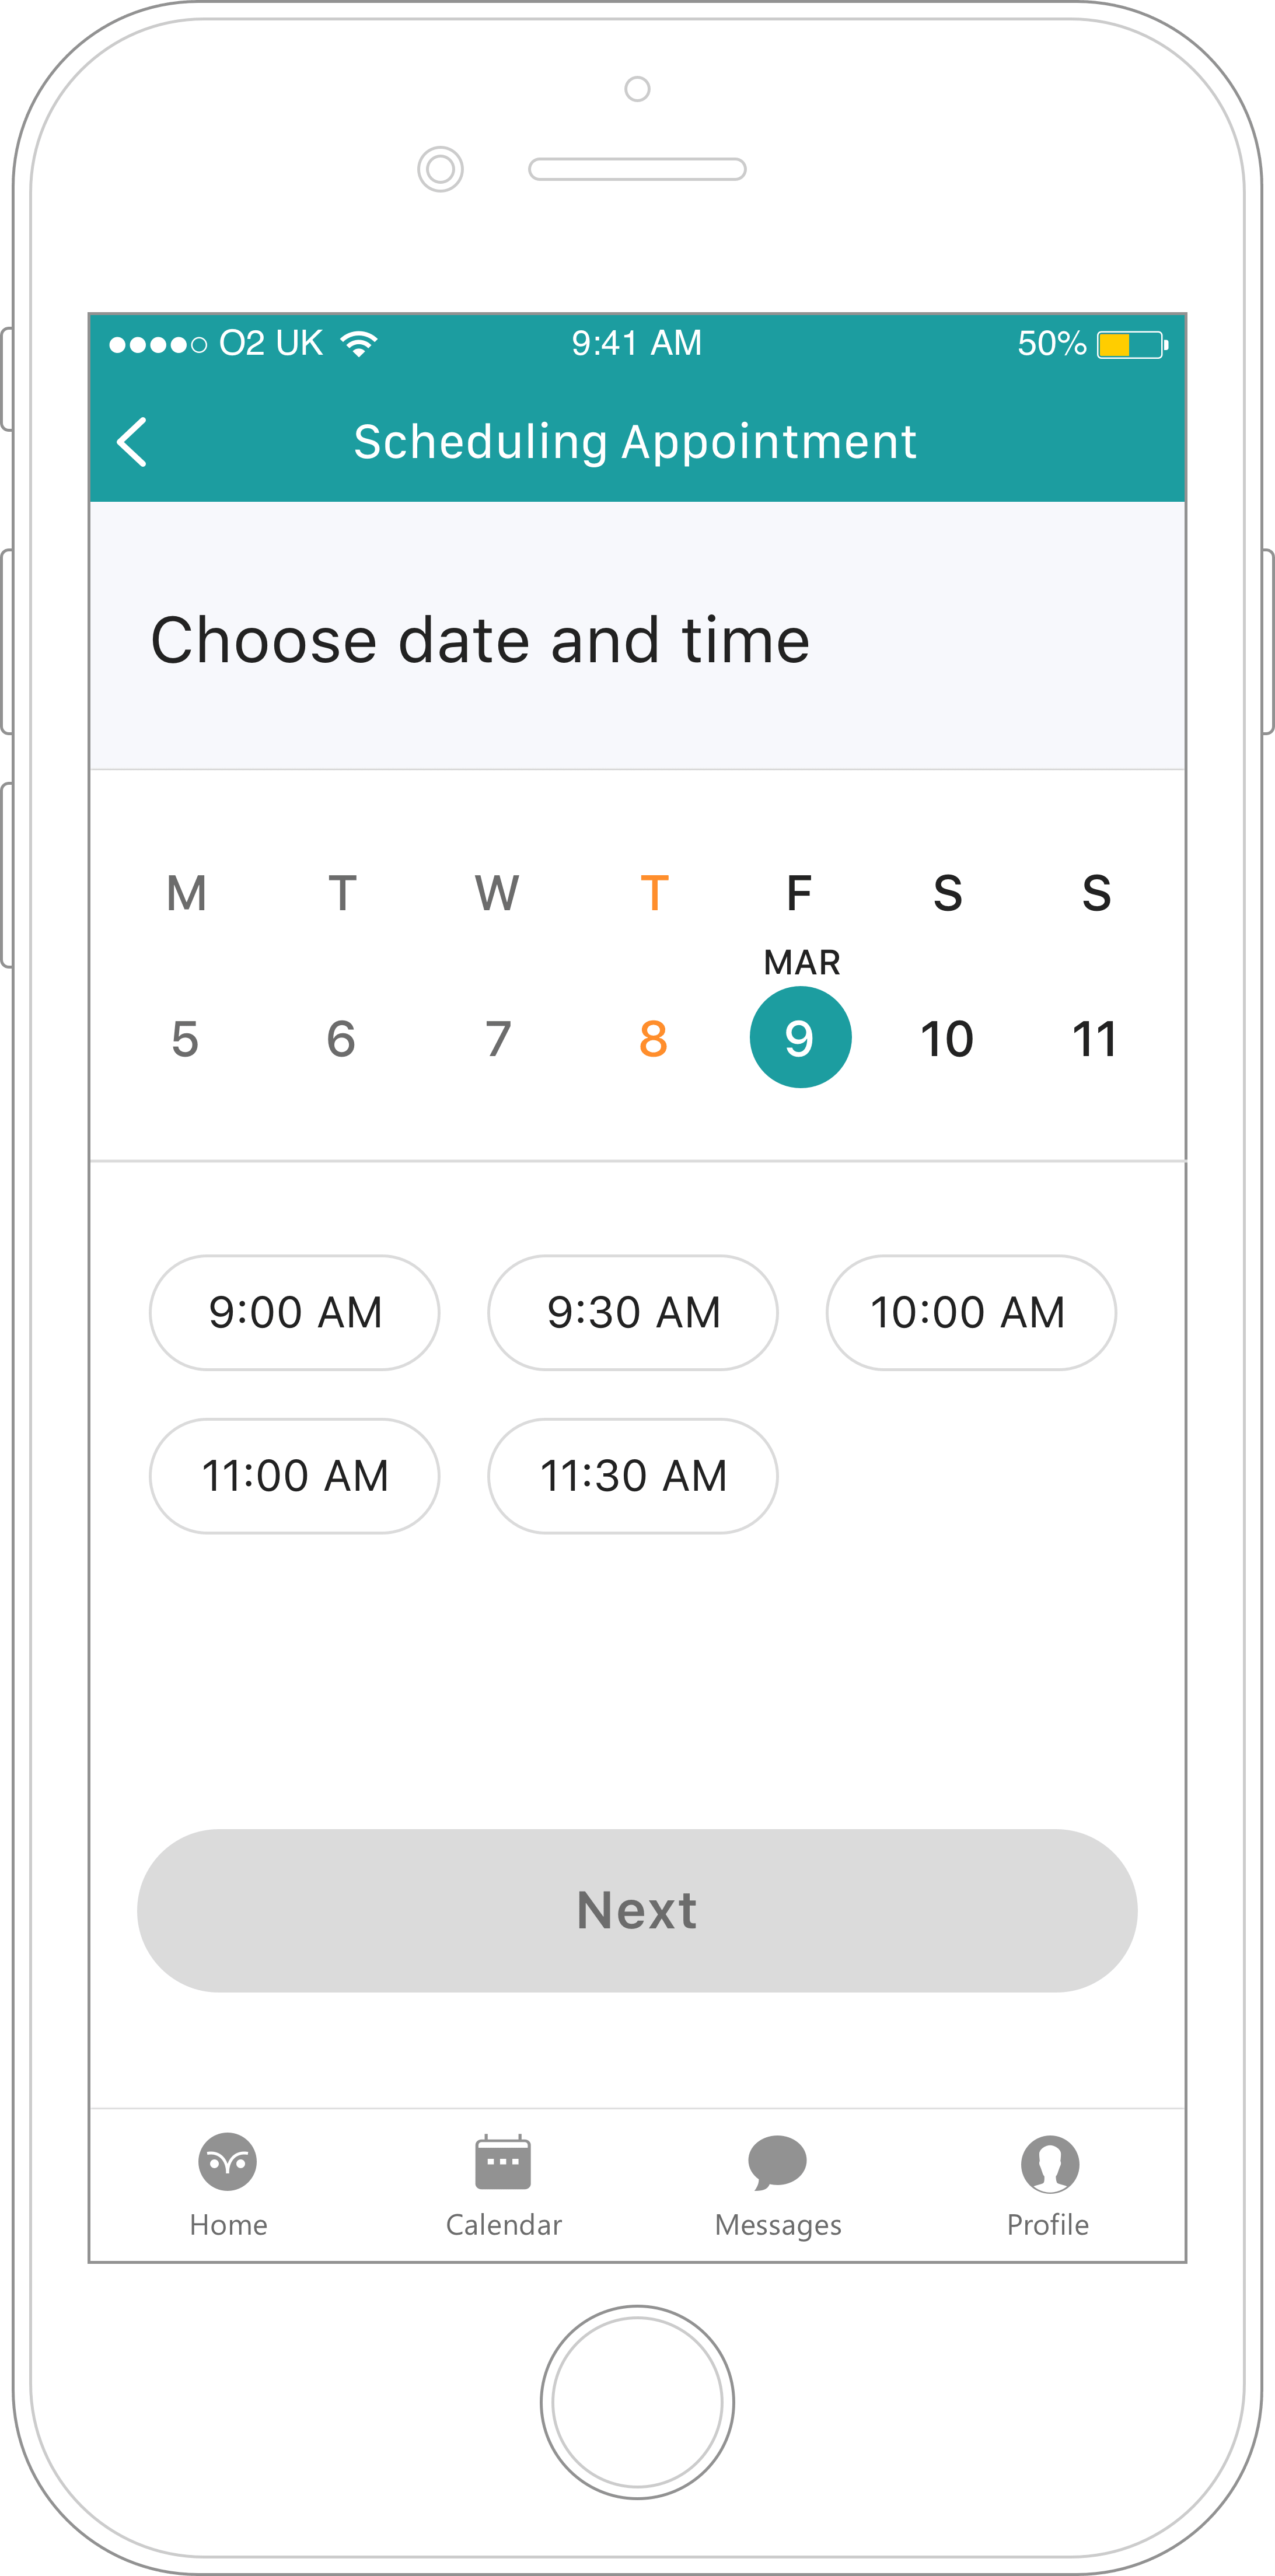 O2 UK 9:41 AM 50%
Scheduling Appointment
Choose date and time
M T W T F S S
MAR
5 6 7 8 9 10 11
9:00 AM 9:30 AM 10:00 AM
11:00 AM 11:30 AM
Next
Home Calendar Messages Profile